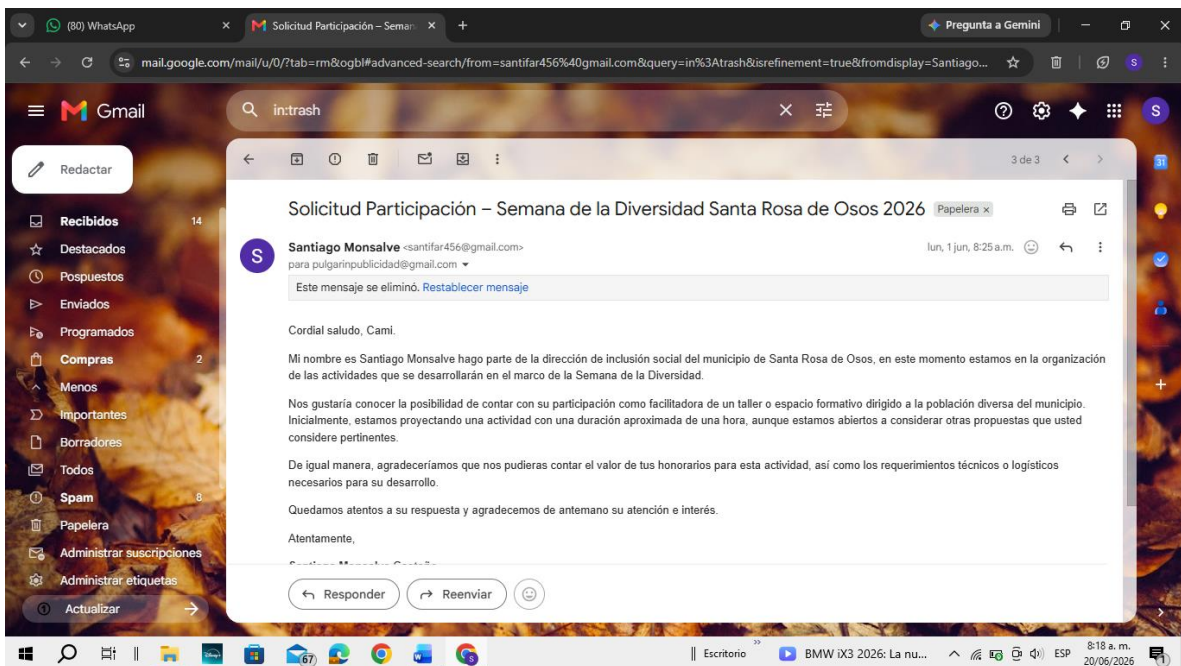 (80) WhatsApp
Solicitud Participación – Seman
Pregunta a Gemini
mail.google.com/mail/u/0/?tab=rm&ogbl#advanced-search/from=santifar456%40gmail.com&query=in%3Atrash&isrefinement=true&fromdisplay=Santiago...
S
Gmail
in:trash
S
Redactar
3 de 3
31
Recibidos 14
Destacados
Pospuestos
Enviados
Programados
Compras 2
Menos
Importantes
Borradores
Todos
Spam 8
Papelera
Administrar suscripciones
Administrar etiquetas
Actualizar
Solicitud Participación – Semana de la Diversidad Santa Rosa de Osos 2026 Papelera x
S
Santiago Monsalve <santifar456@gmail.com>
lun, 1 jun, 8:25 a.m.
para pulgarinpublicidad@gmail.com
Este mensaje se eliminó. Restablecer mensaje
Cordial saludo, Cami.
Mi nombre es Santiago Monsalve hago parte de la dirección de inclusión social del municipio de Santa Rosa de Osos, en este momento estamos en la organización
de las actividades que se desarrollarán en el marco de la Semana de la Diversidad.
Nos gustaría conocer la posibilidad de contar con su participación como facilitadora de un taller o espacio formativo dirigido a la población diversa del municipio.
Inicialmente, estamos proyectando una actividad con una duración aproximada de una hora, aunque estamos abiertos a considerar otras propuestas que usted
considere pertinentes.
De igual manera, agradeceríamos que nos pudieras contar el valor de tus honorarios para esta actividad, así como los requerimientos técnicos o logísticos
necesarios para su desarrollo.
Quedamos atentos a su respuesta y agradecemos de antemano su atención e interés.
Atentamente,
Santiago Monsalve
Responder
Reenviar
67
Escritorio
BMW iX3 2026: La nu...
ESP
8:18 a. m.
20/06/2026